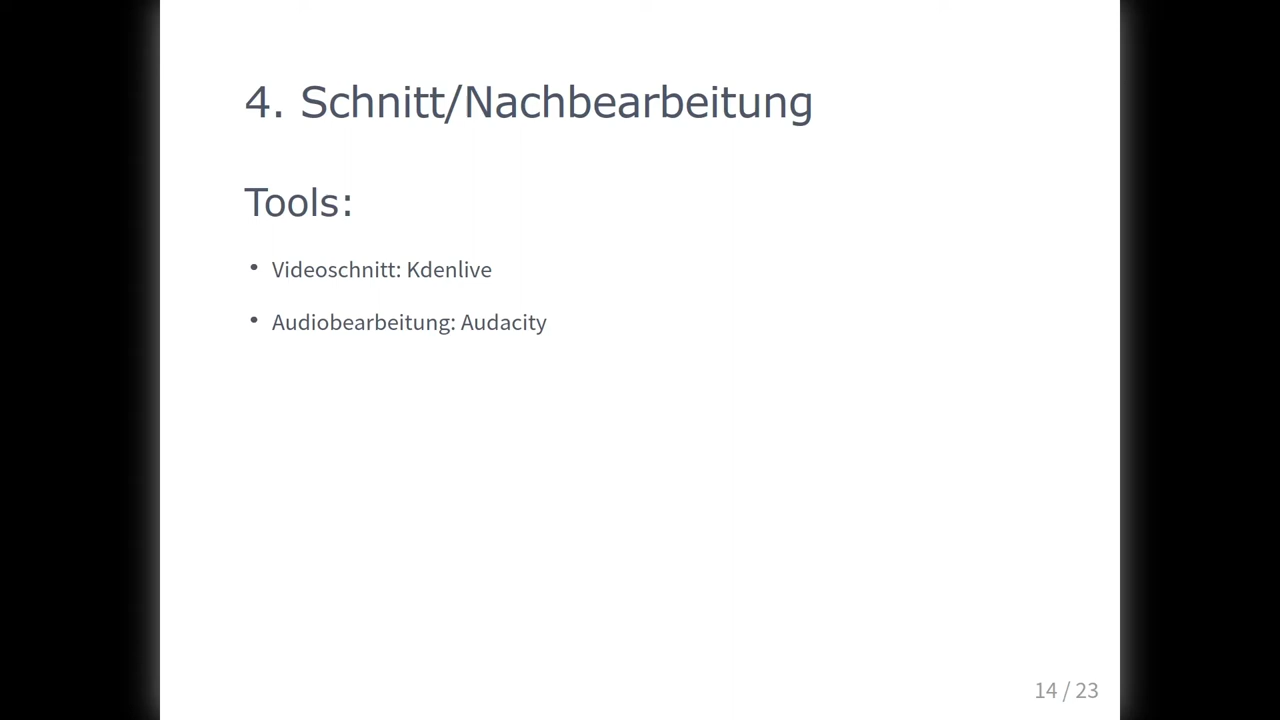 4. Schnitt/Nachbearbeitung
Tools:
• Videoschnitt: Kdenlive
• Audiobearbeitung: Audacity
14 / 23